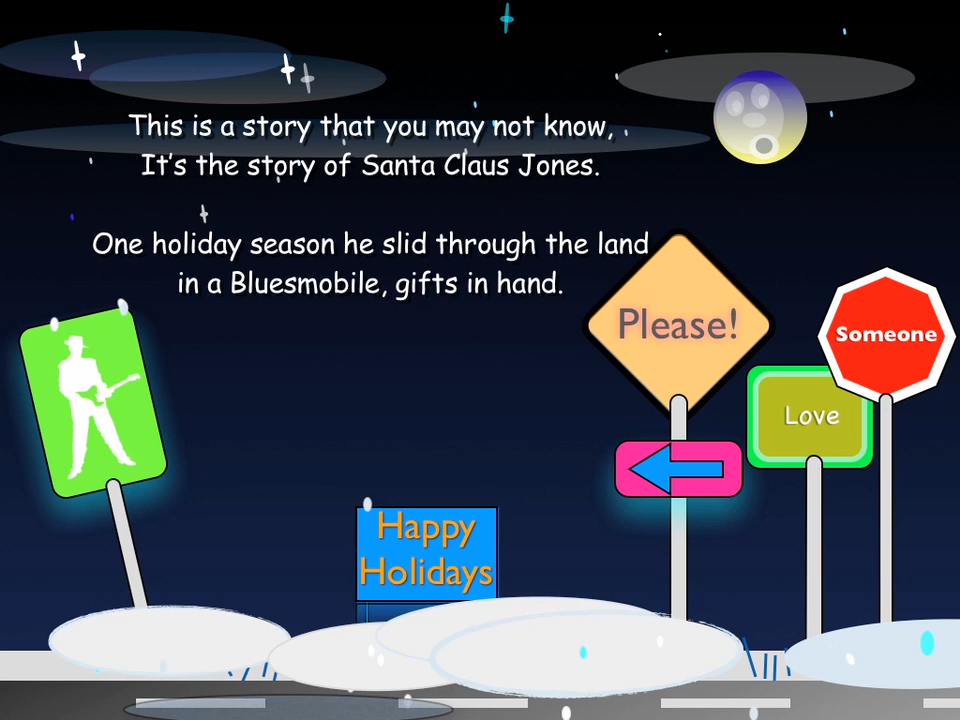 This is a story that you may not know,
It's the story of Santa Claus Jones.
One holiday season he slid through the land
in a Bluesmobile, gifts in hand.
Please!
Someone
Love
Happy
Holidays